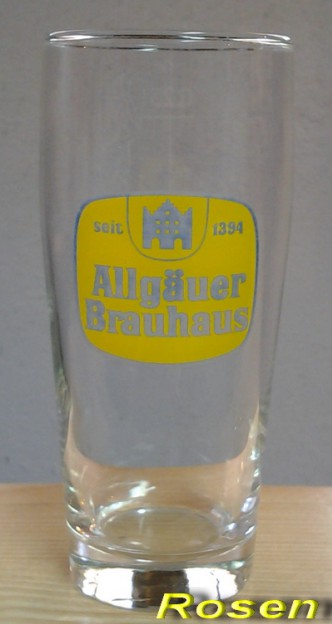 seit 1394
Allgäuer
Brauhaus
Rosen